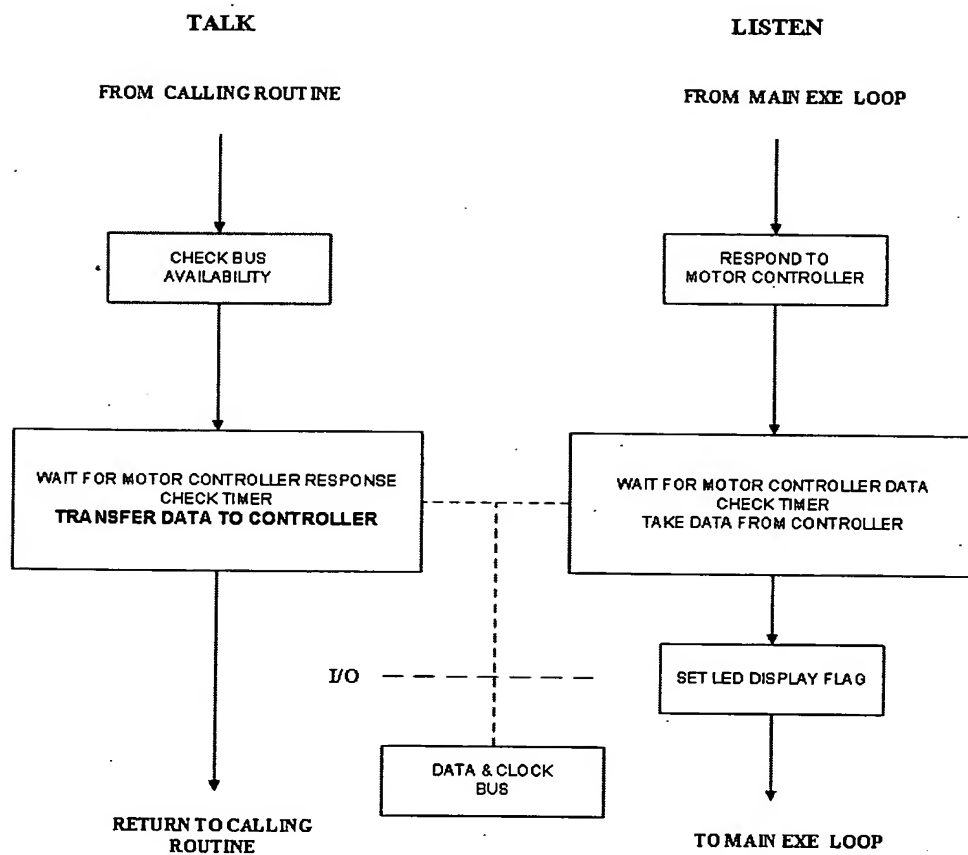 TALK
FROM CALLING ROUTINE
CHECK BUS
AVAILABILITY
WAIT FOR MOTOR CONTROLLER RESPONSE
CHECK TIMER
TRANSFER DATA TO CONTROLLER
RETURN TO CALLING
ROUTINE
LISTEN
FROM MAIN EXE LOOP
RESPOND TO
MOTOR CONTROLLER
WAIT FOR MOTOR CONTROLLER DATA
CHECK TIMER
TAKE DATA FROM CONTROLLER
SET LED DISPLAY FLAG
TO MAIN EXE LOOP
I/O
DATA & CLOCK
BUS